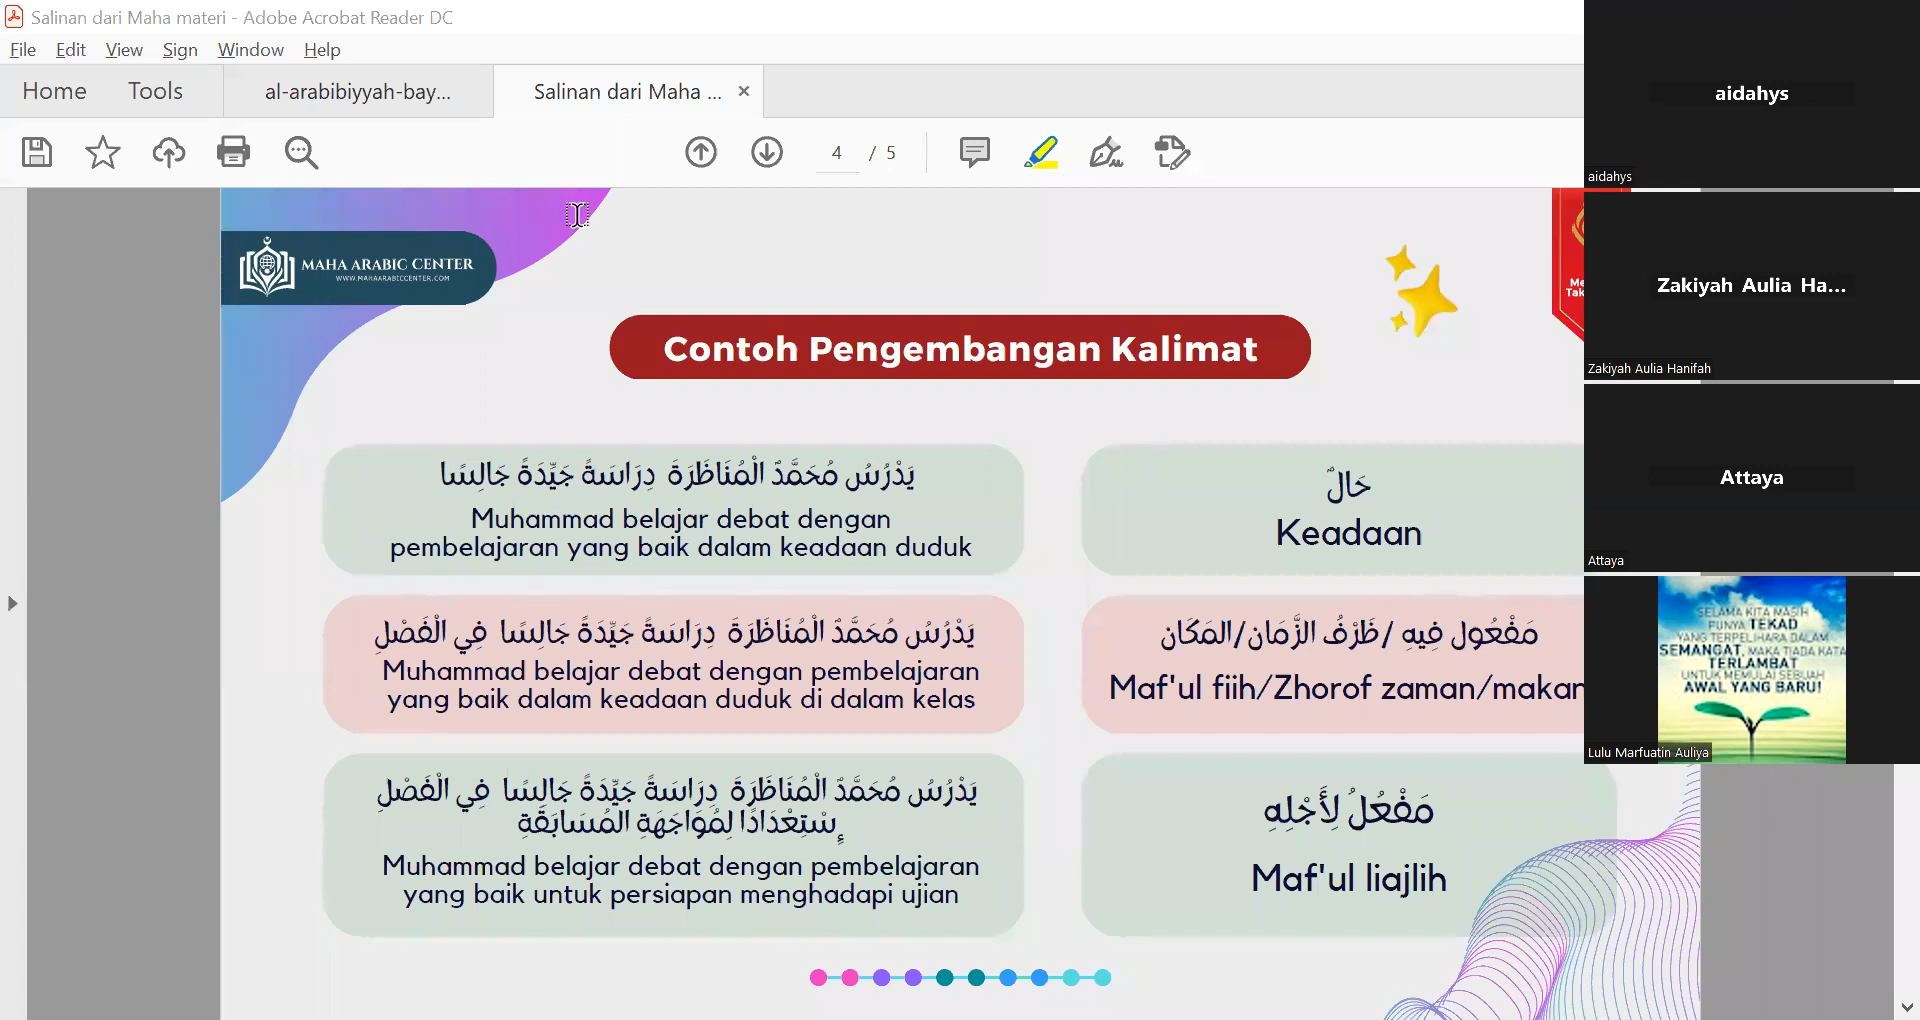 Salinan dari Maha materi - Adobe Acrobat Reader DC
File Edit View Sign Window Help
Home Tools al-arabibiyyah-bay... Salinan dari Maha ... ×
4 / 5
MAHA ARABIC CENTER
WWW.MAHAARABICCENTER.COM
Contoh Pengembangan Kalimat
يَدْرُسُ مُحَمَّدٌ الْمُنَاظَرَةَ دِرَاسَةً جَيِّدَةً جَالِسًا
Muhammad belajar debat dengan
pembelajaran yang baik dalam keadaan duduk
حَالٌ
Keadaan
يَدْرُسُ مُحَمَّدٌ الْمُنَاظَرَةَ دِرَاسَةً جَيِّدَةً جَالِسًا فِي الْفَصْلِ
Muhammad belajar debat dengan pembelajaran
yang baik dalam keadaan duduk di dalam kelas
مَفْعُول فِيهِ /ظَرْفُ الزَّمَان/المَكَان
Maf'ul fiih/Zhorof zaman/makan
يَدْرُسُ مُحَمَّدٌ الْمُنَاظَرَةَ دِرَاسَةً جَيِّدَةً جَالِسًا فِي الْفَصْلِ
إِسْتِعْدَادًا لِمُوَاجَهَةِ المُسَابَقَةِ
Muhammad belajar debat dengan pembelajaran
yang baik untuk persiapan menghadapi ujian
مَفْعُلُ لِأَجْلِهِ
Maf'ul liajlih
Me
Tak
aidahys
aidahys
Zakiyah Aulia Ha...
Zakiyah Aulia Hanifah
Attaya
Attaya
SELAMA KITA MASIH
PUNYA TEKAD
YANG TERPELIHARA DALAM
SEMANGAT, MAKA TIADA KATA
TERLAMBAT
UNTUK MEMULAI SEBUAH
AWAL YANG BARU!
Lulu Marfuatin Auliya